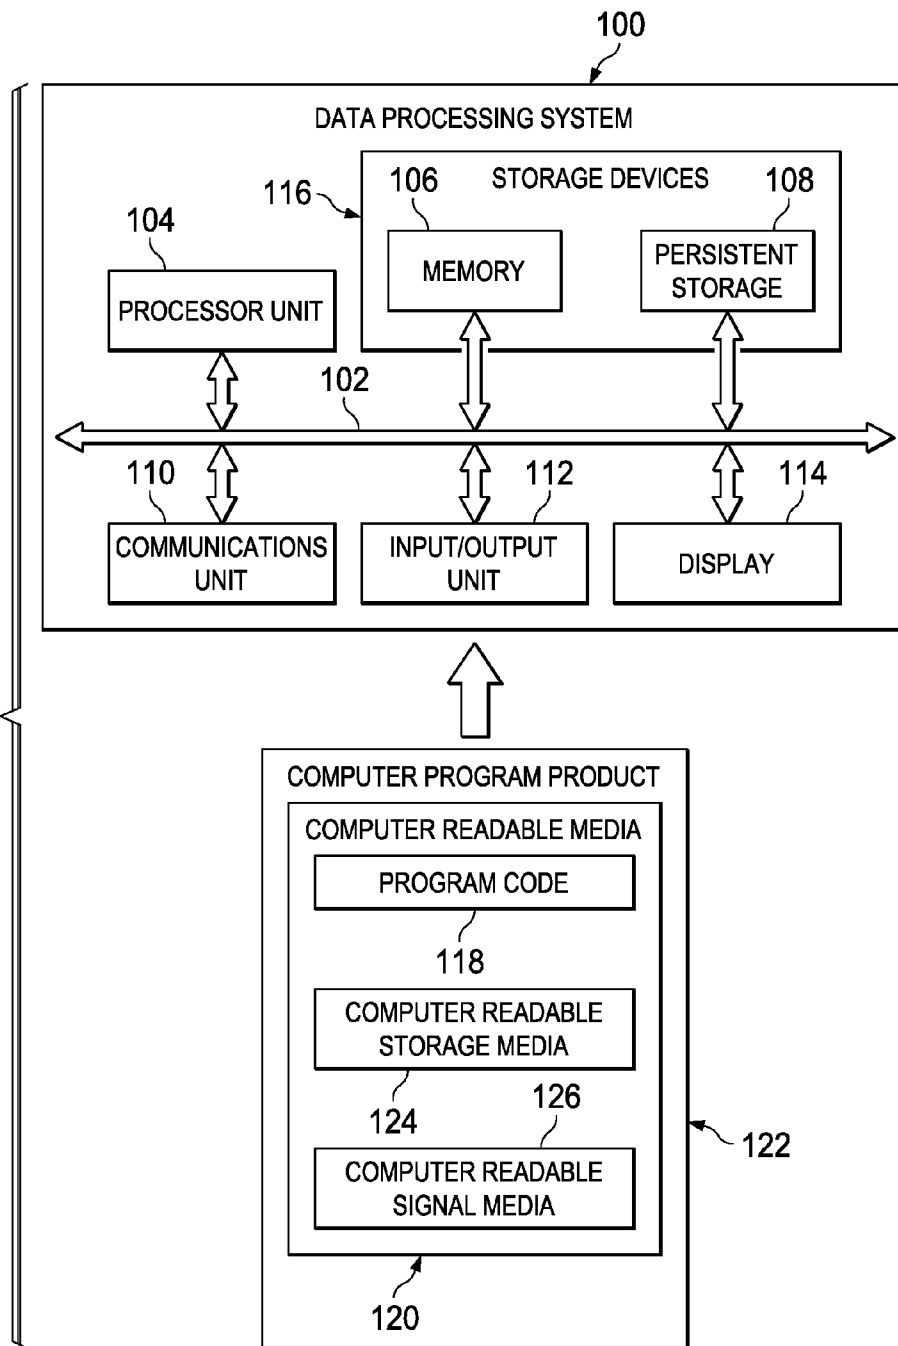 100
DATA PROCESSING SYSTEM
STORAGE DEVICES
116
106
108
104
MEMORY
PERSISTENT
STORAGE
PROCESSOR UNIT
102
110
112
114
COMMUNICATIONS
UNIT
INPUT/OUTPUT
UNIT
DISPLAY
COMPUTER PROGRAM PRODUCT
COMPUTER READABLE MEDIA
PROGRAM CODE
118
COMPUTER READABLE
STORAGE MEDIA
124
126
122
COMPUTER READABLE
SIGNAL MEDIA
120